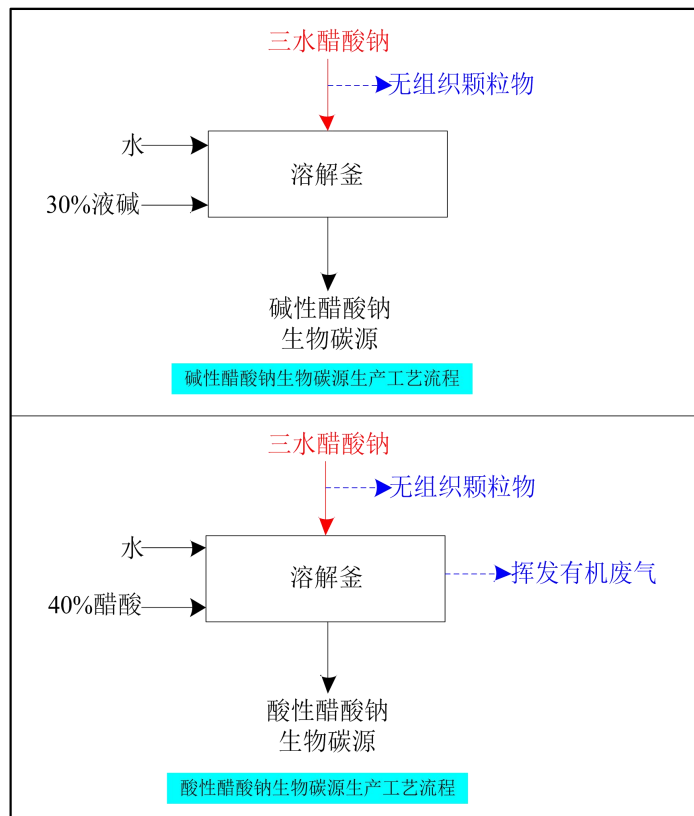 三水醋酸钠
无组织颗粒物
水
溶解釜
30%液碱
碱性醋酸钠
生物碳源
碱性醋酸钠生物碳源生产工艺流程
三水醋酸钠
无组织颗粒物
水
溶解釜
挥发有机废气
40%醋酸
酸性醋酸钠
生物碳源
酸性醋酸钠生物碳源生产工艺流程